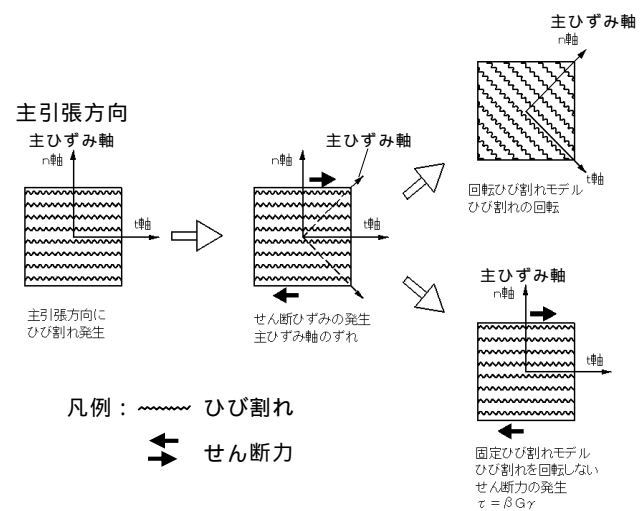 主引張方向
主ひずみ軸
n軸
t軸
主引張方向に
ひび割れ発生
主ひずみ軸
n軸
t軸
せん断ひずみの発生
主ひずみ軸のずれ
主ひずみ軸
n軸
t軸
回転ひび割れモデル
ひび割れの回転
主ひずみ軸
n軸
t軸
固定ひび割れモデル
ひび割れを回転しない
せん断力の発生
τ=βGγ
凡例： ひび割れ
せん断力